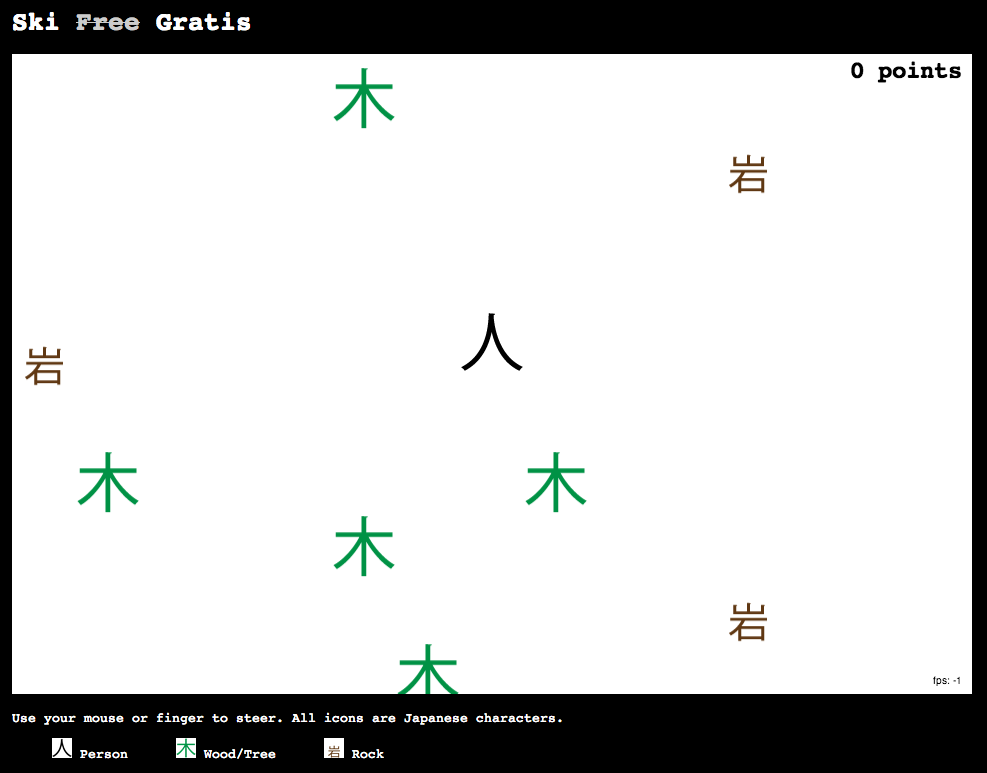 Ski Free Gratis
0 points
木
岩
人
岩
木 木
木
岩
木
fps: -1
Use your mouse or finger to steer. All icons are Japanese characters.
人 Person 木 Wood/Tree 岩 Rock